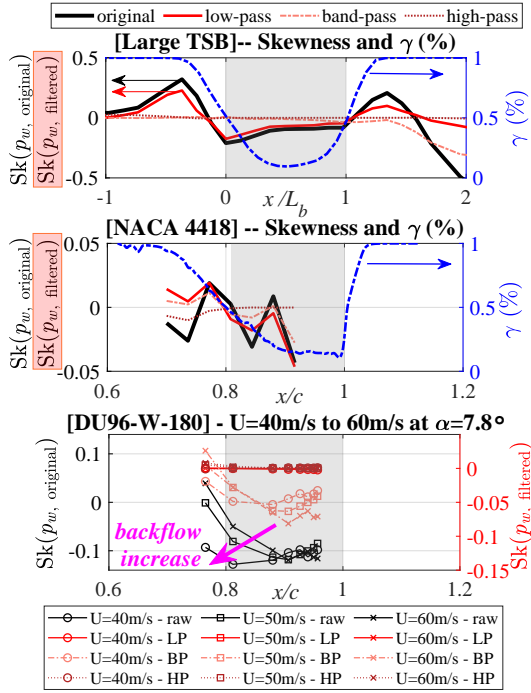 original low-pass band-pass high-pass
[Large TSB]-- Skewness and γ (%)
Sk(p_w, original)
Sk(p_w, filtered)
0.5
0
-0.5
1
0.5
0
γ (%)
-1 0 1 2
x/L_b
[NACA 4418] -- Skewness and γ (%)
Sk(p_w, original)
Sk(p_w, filtered)
0.05
0
-0.05
1
0.5
0
γ (%)
0.6 0.8 1 1.2
x/c
[DU96-W-180] - U=40m/s to 60m/s at α=7.8°
Sk(p_w, original)
0.1
0
-0.1
0
-0.05
-0.1
-0.15
Sk(p_w, filtered)
backflow
increase
0.6 0.8 1 1.2
x/c
U=40m/s - raw U=50m/s - raw U=60m/s - raw
U=40m/s - LP U=50m/s - LP U=60m/s - LP
U=40m/s - BP U=50m/s - BP U=60m/s - BP
U=40m/s - HP U=50m/s - HP U=60m/s - HP